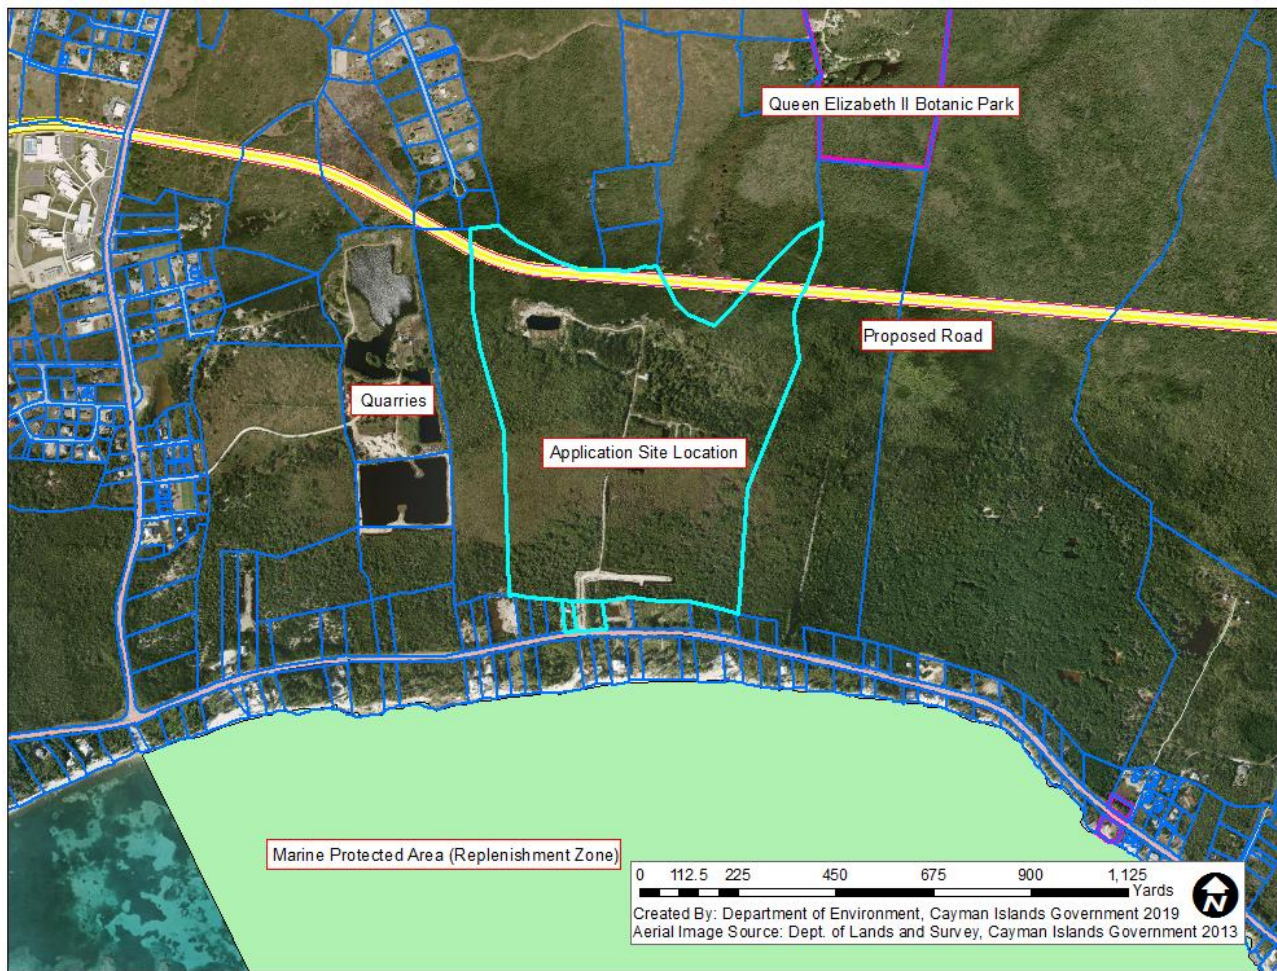 Queen Elizabeth II Botanic Park
Proposed Road
Quarries
Application Site Location
Marine Protected Area (Replenishment Zone)
0 112.5 225 450 675 900 1,125
Yards
N
Created By: Department of Environment, Cayman Islands Government 2019
Aerial Image Source: Dept. of Lands and Survey, Cayman Islands Government 2013